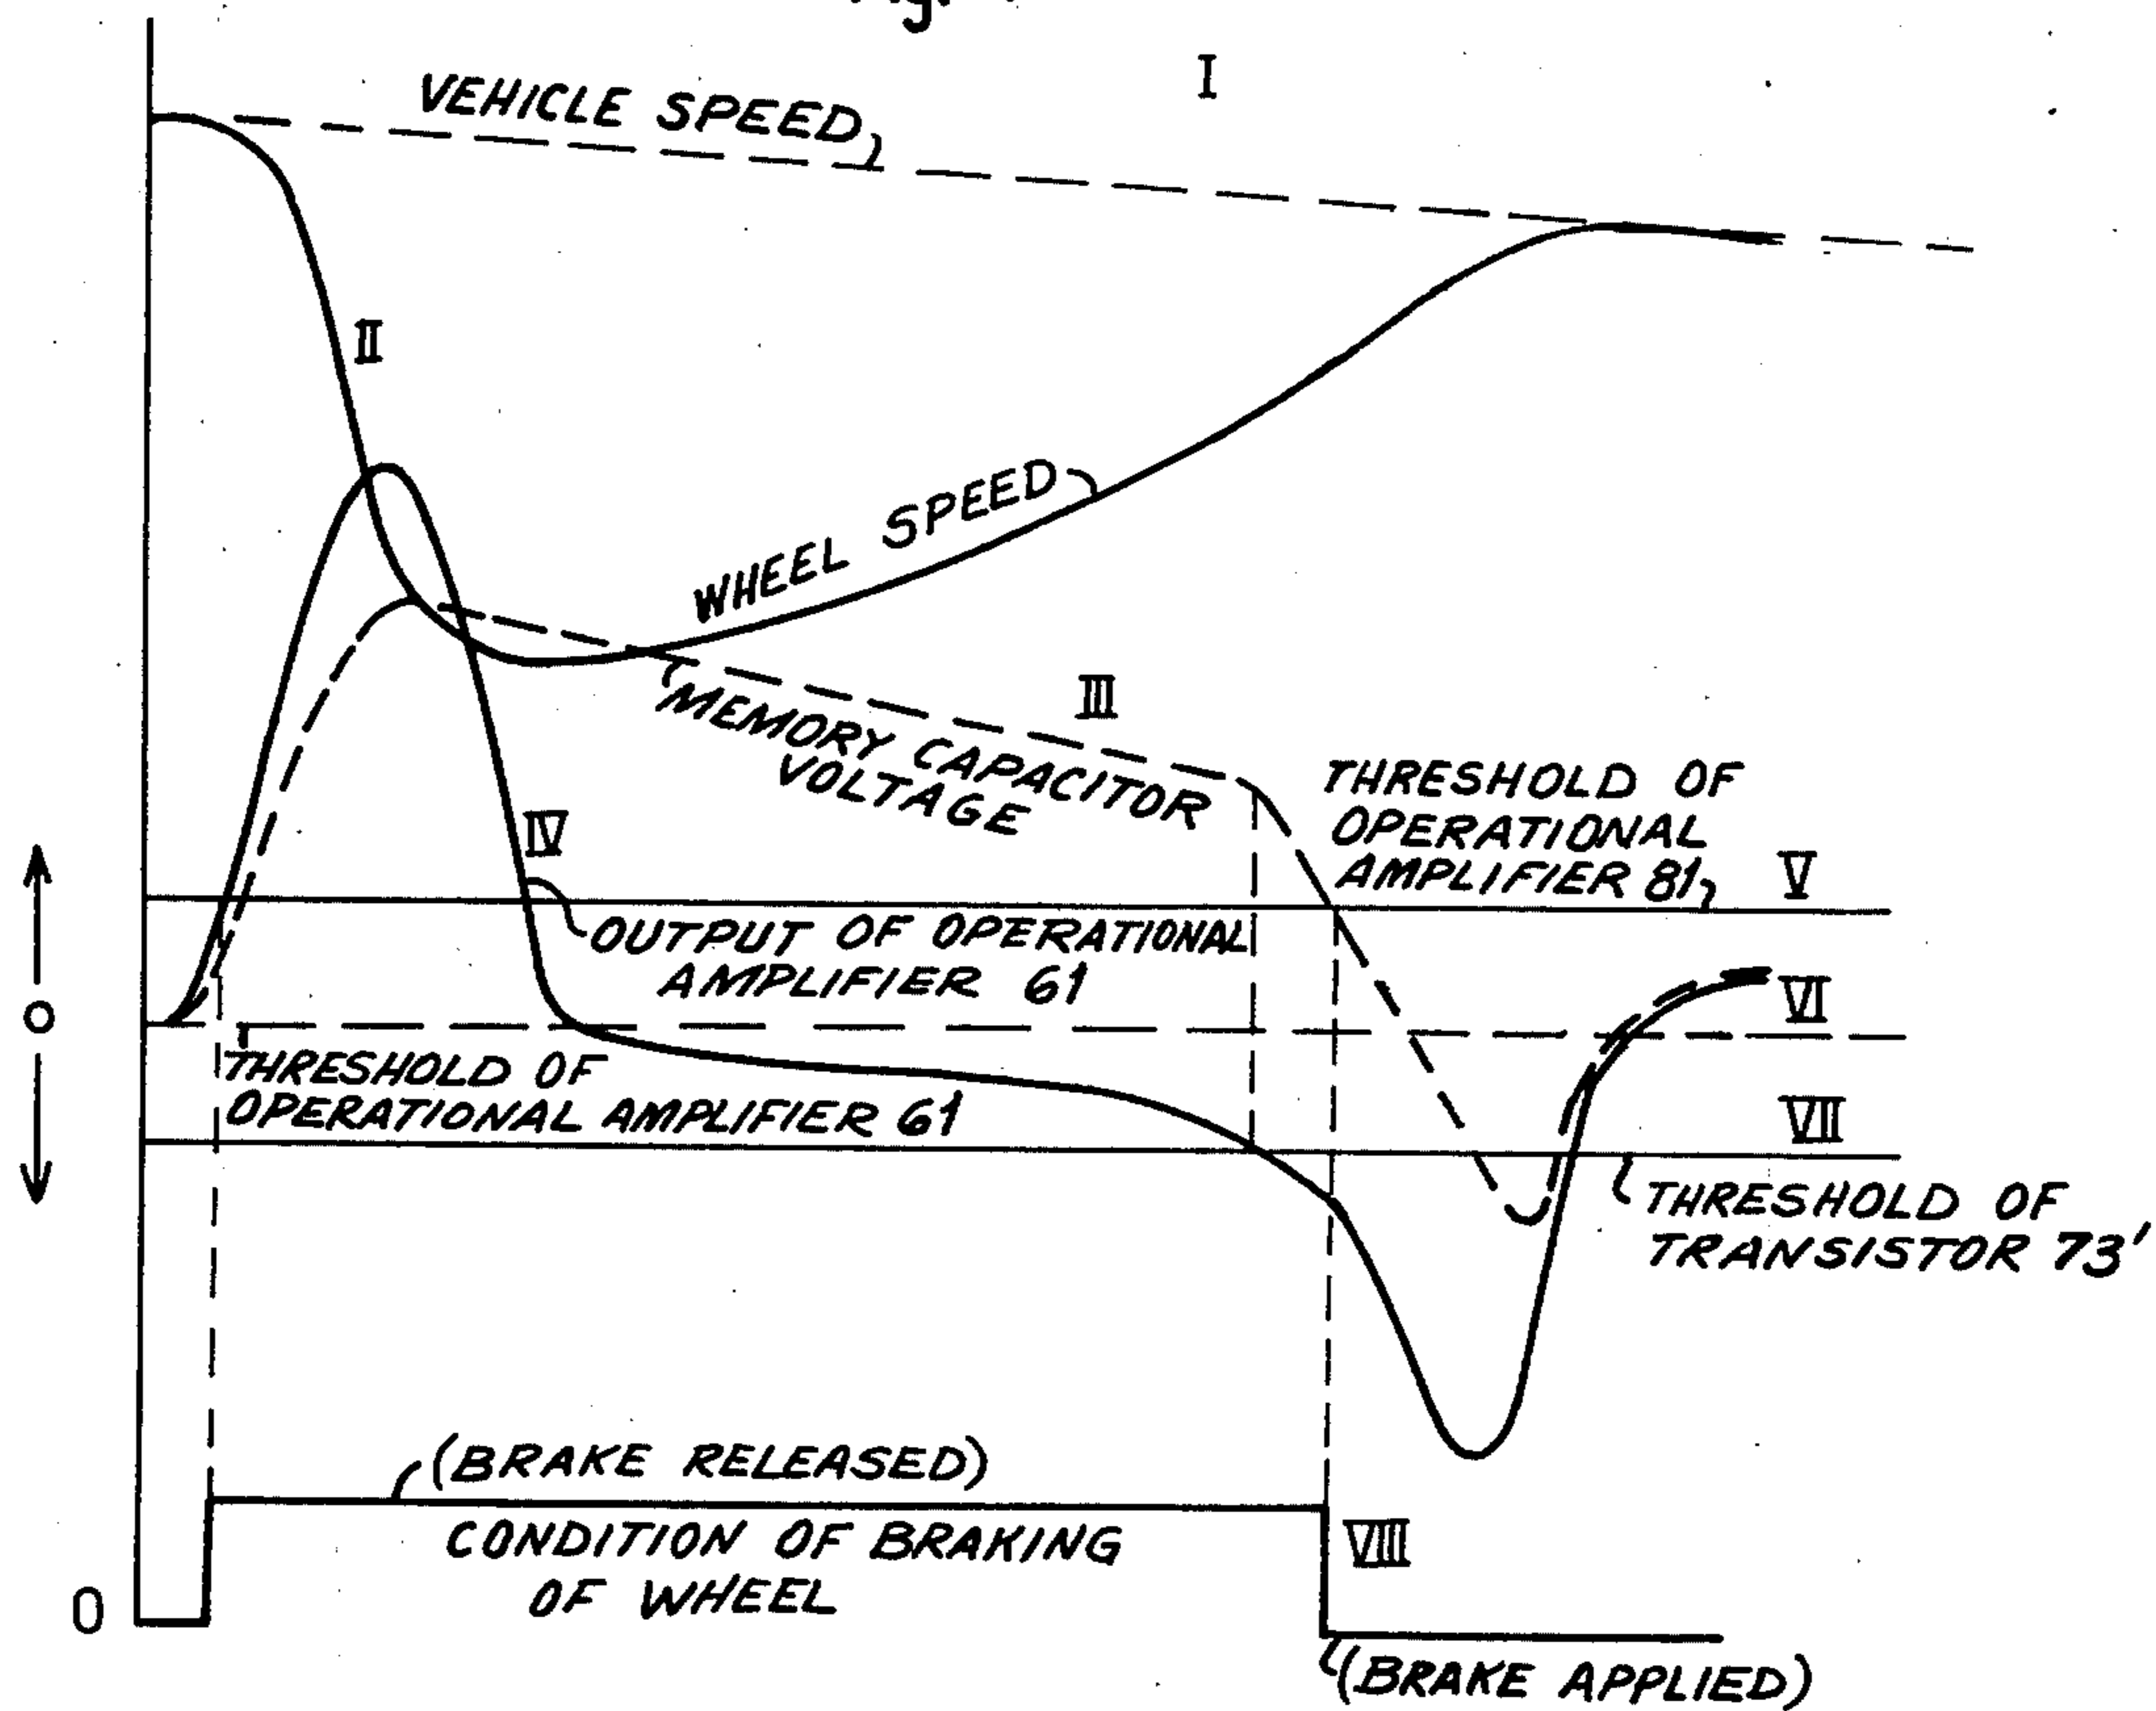 I
VEHICLE SPEED
II
WHEEL SPEED
III
MEMORY CAPACITOR
VOLTAGE
THRESHOLD OF
OPERATIONAL
AMPLIFIER 81
V
IV
OUTPUT OF OPERATIONAL
AMPLIFIER 61
VI
O
THRESHOLD OF
OPERATIONAL AMPLIFIER 61
VII
THRESHOLD OF
TRANSISTOR 73'
(BRAKE RELEASED)
CONDITION OF BRAKING
OF WHEEL
VIII
O
(BRAKE APPLIED)